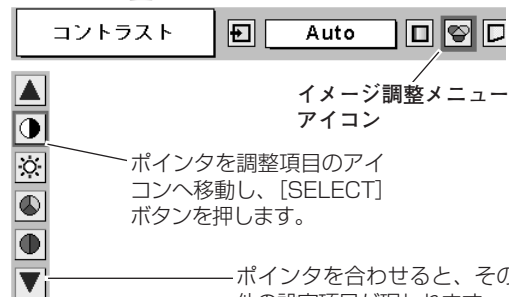 コントラスト
Auto
イメージ調整メニュー
アイコン
ポインタを調整項目のアイ
コンへ移動し、[SELECT]
ボタンを押します。
ポインタを合わせると、その